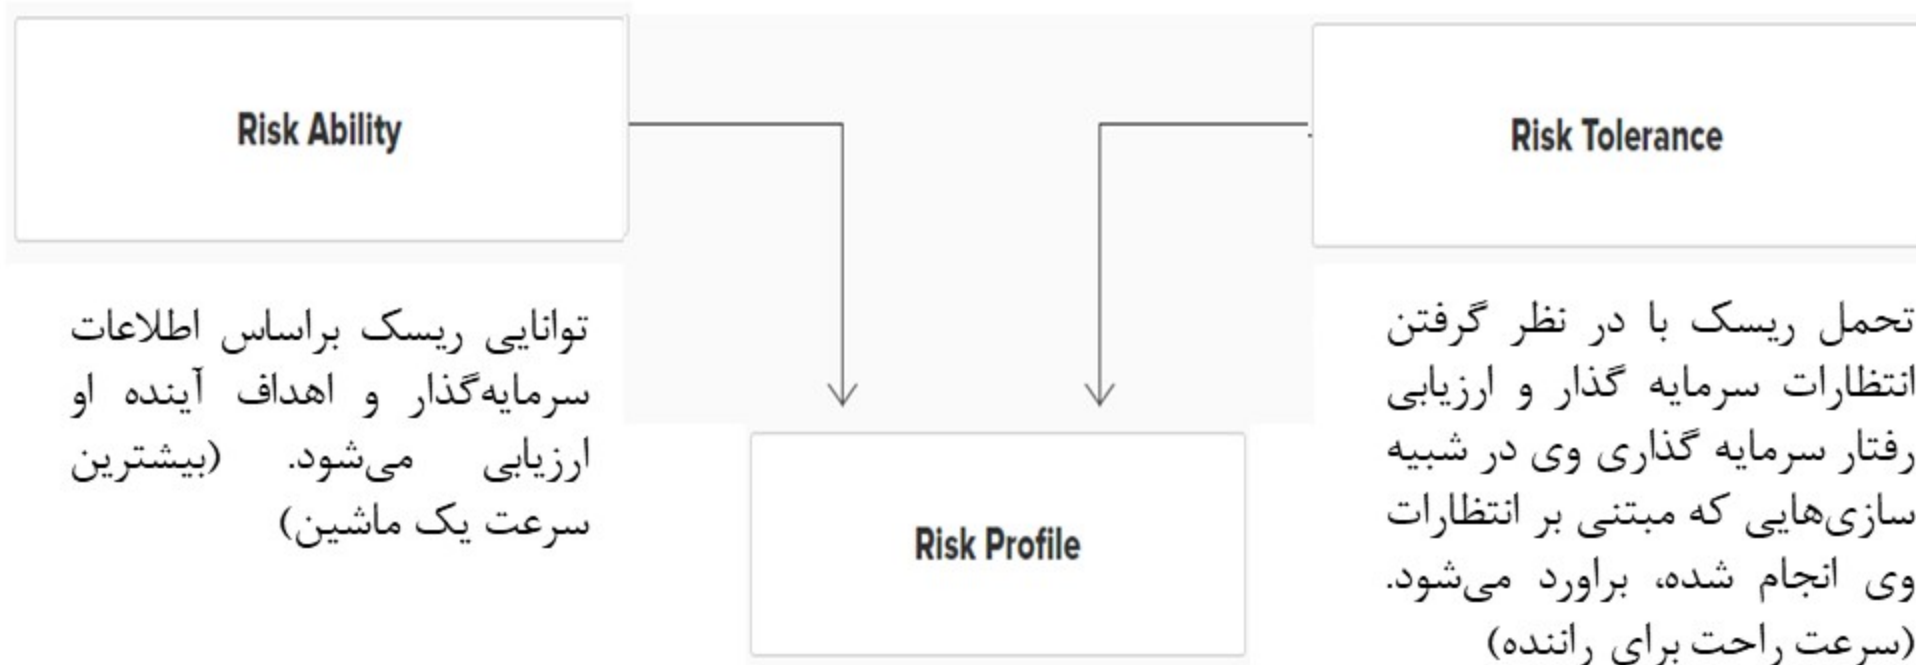 Risk Ability
Risk Tolerance
توانایی ریسک براساس اطلاعات
سرمایه‌گذار و اهداف آینده او
ارزیابی می‌شود. (بیشترین
سرعت یک ماشین)
تحمل ریسک با در نظر گرفتن
انتظارات سرمایه گذار و ارزیابی
رفتار سرمایه گذاری وی در شبیه
سازی‌هایی که مبتنی بر انتظارات
وی انجام شده، براورد می‌شود.
(سرعت راحت برای راننده)
Risk Profile